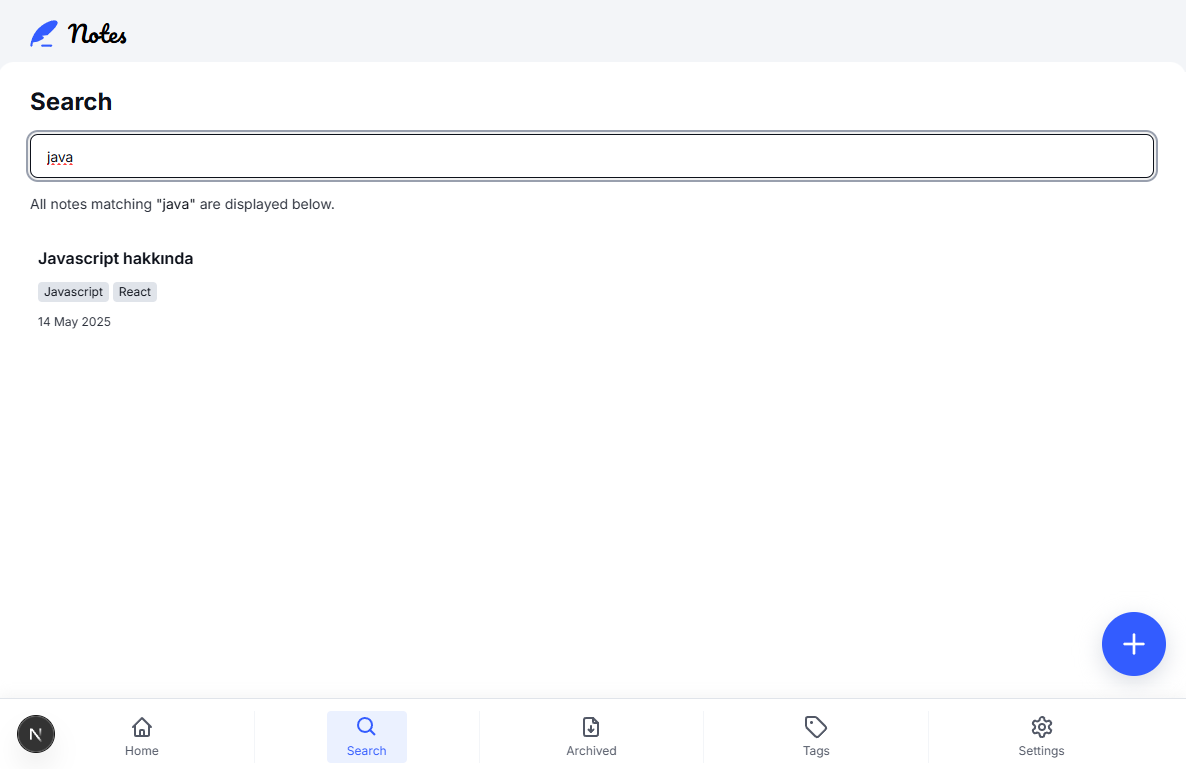 Notes
Search
java
All notes matching "java" are displayed below.
Javascript hakkında
Javascript React
14 May 2025
N
Home Search Archived Tags Settings